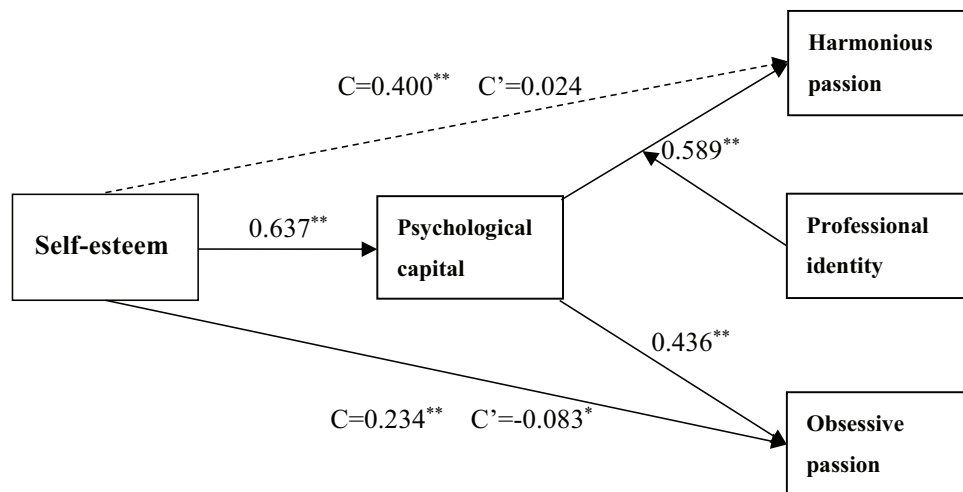 Harmonious
passion
C=0.400** C’=0.024
0.589**
Self-esteem
0.637**
Psychological
capital
Professional
identity
0.436**
C=0.234** C’=-0.083*
Obsessive
passion